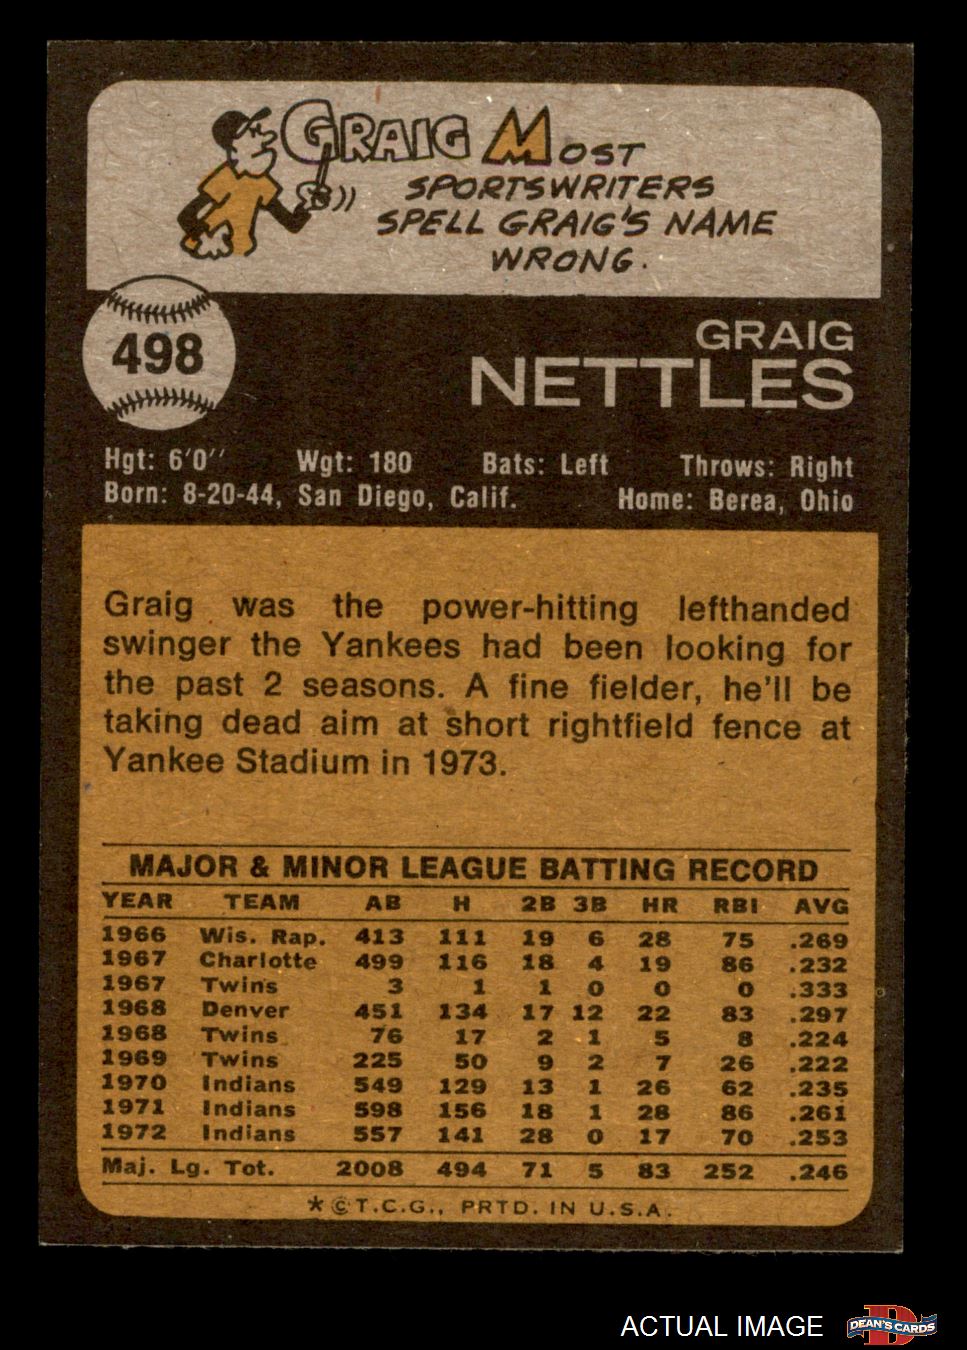 GRAIG MOST
SPORTSWRITERS
SPELL GRAIG'S NAME
WRONG.
498
GRAIG
NETTLES
Hgt: 6'0'' Wgt: 180 Bats: Left Throws: Right
Born: 8-20-44, San Diego, Calif. Home: Berea, Ohio
Graig was the power-hitting lefthanded
swinger the Yankees had been looking for
the past 2 seasons. A fine fielder, he'll be
taking dead aim at short rightfield fence at
Yankee Stadium in 1973.
MAJOR & MINOR LEAGUE BATTING RECORD
YEAR TEAM AB H 2B 3B HR RBI AVG
1966 Wis. Rap. 413 111 19 6 28 75 .269
1967 Charlotte 499 116 18 4 19 86 .232
1967 Twins 3 1 1 0 0 0 .333
1968 Denver 451 134 17 12 22 83 .297
1968 Twins 76 17 2 1 5 8 .224
1969 Twins 225 50 9 2 7 26 .222
1970 Indians 549 129 13 1 26 62 .235
1971 Indians 598 156 18 1 28 86 .261
1972 Indians 557 141 28 0 17 70 .253
Maj. Lg. Tot. 2008 494 71 5 83 252 .246
*©T.C.G., PRTD. IN U.S.A.
ACTUAL IMAGE
DEAN'S CARDS